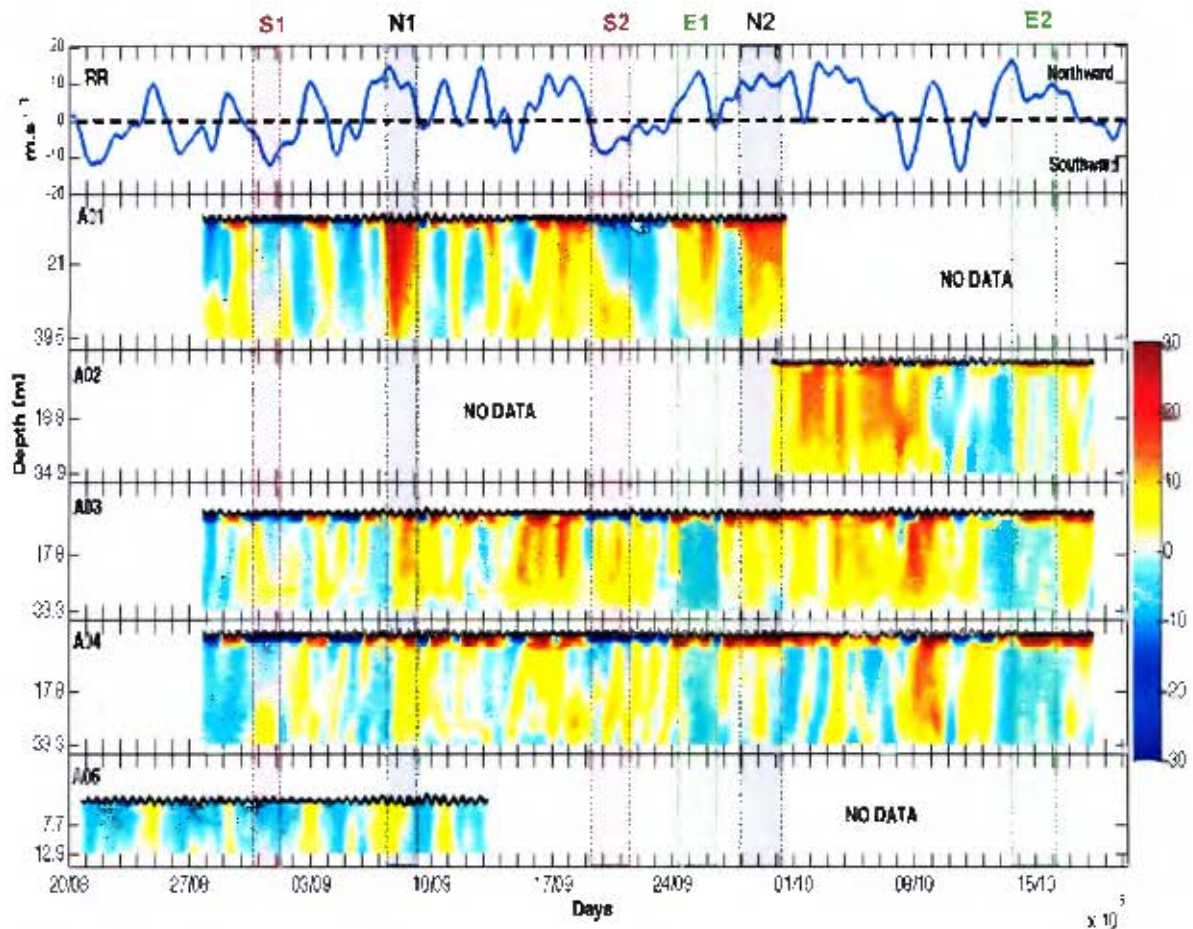 S1 N1 S2 E1 N2 E2
20
10
0
-10
-20
RR
Northward
Southward
A01
21
39.5
NO DATA
A02
19.8
34.9
NO DATA
A03
17.8
33.3
A04
17.8
33.3
7.7
12.9
NO DATA
Depth [m]
20/08 27/08 03/09 10/09 17/09 24/09 01/10 08/10 15/10
Days
30
20
10
0
-10
-20
-30